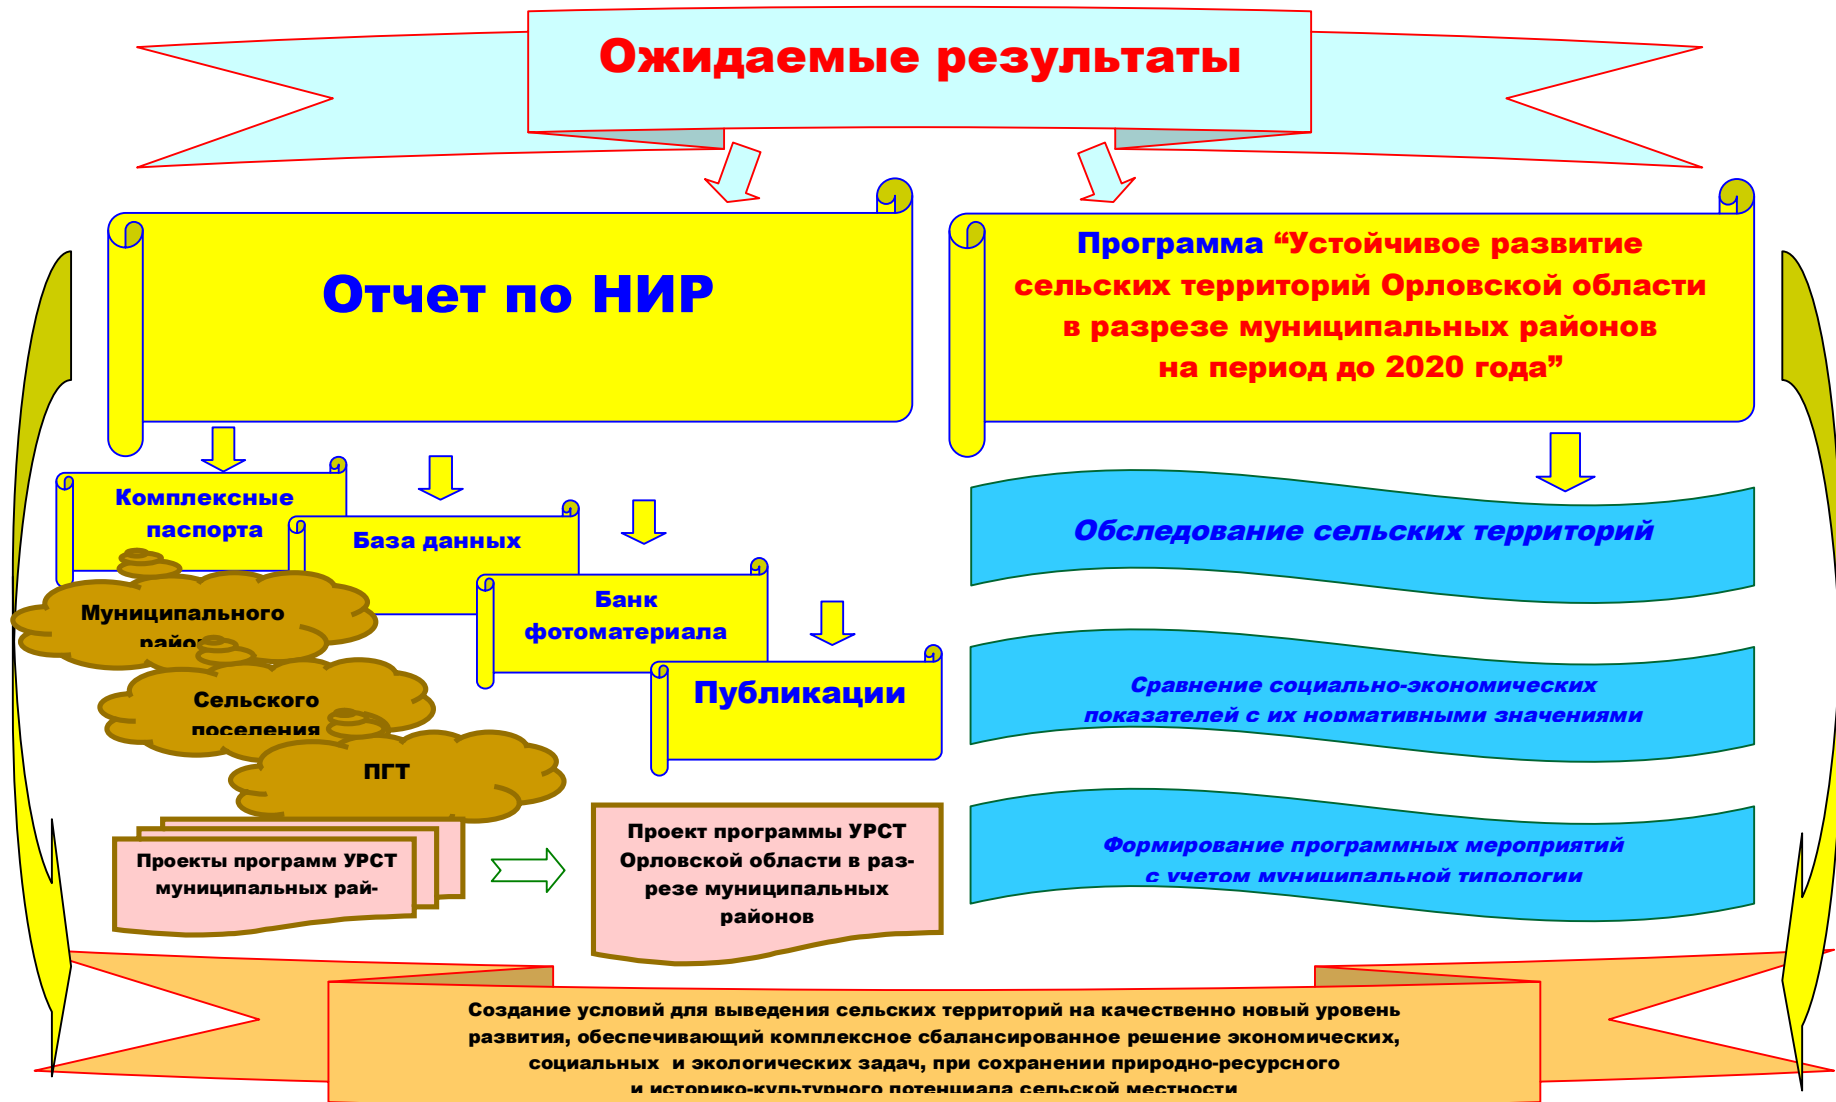 Ожидаемые результаты
Отчет по НИР
Программа “Устойчивое развитие
сельских территорий Орловской области
в разрезе муниципальных районов
на период до 2020 года”
Комплексные
паспорта
База данных
Банк
фотоматериала
Публикации
Муниципального
Сельского
поселения
ПГТ
Проекты программ УРСТ
муниципальных рай-
Проект программы УРСТ
Орловской области в раз-
резе муниципальных
районов
Обследование сельских территорий
Сравнение социально-экономических
показателей с их нормативными значениями
Формирование программных мероприятий
с учетом муниципальной типологии
Создание условий для выведения сельских территорий на качественно новый уровень
развития, обеспечивающий комплексное сбалансированное решение экономических,
социальных и экологических задач, при сохранении природно-ресурсного
и историко-культурного потенциала сельской местности